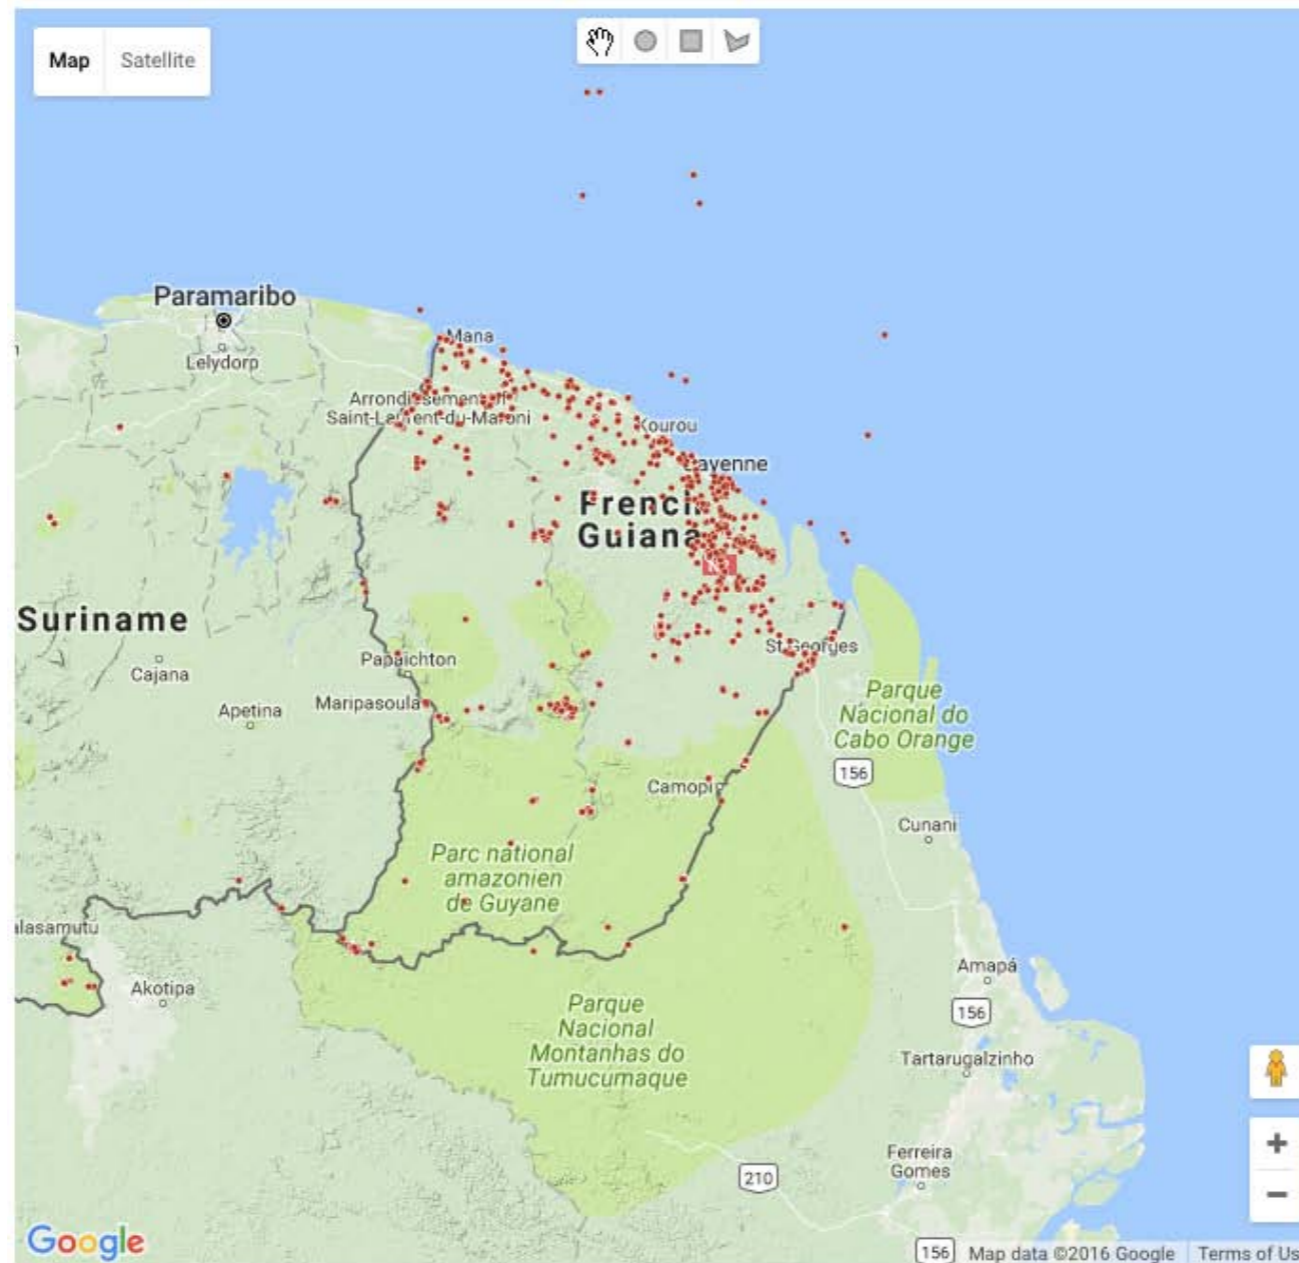 Map Satellite
Paramaribo
Lelydorp
Mana
Arrondissement of
Saint-Laurent-du-Maroni
Kourou
Cayenne
French
Guiana
Suriname
Cajana
Papaichton
Maripasoula
Apetina
St Georges
Parque
Nacional do
Cabo Orange
156
Camopi
Cunani
Parc national
amazonien
de Guyane
alasamutu
Akotipa
Amapá
156
Parque
Nacional
Montanhas do
Tumucumaque
Tartarugalzinho
Ferreira
Gomes
210
Google
156 Map data ©2016 Google Terms of Us